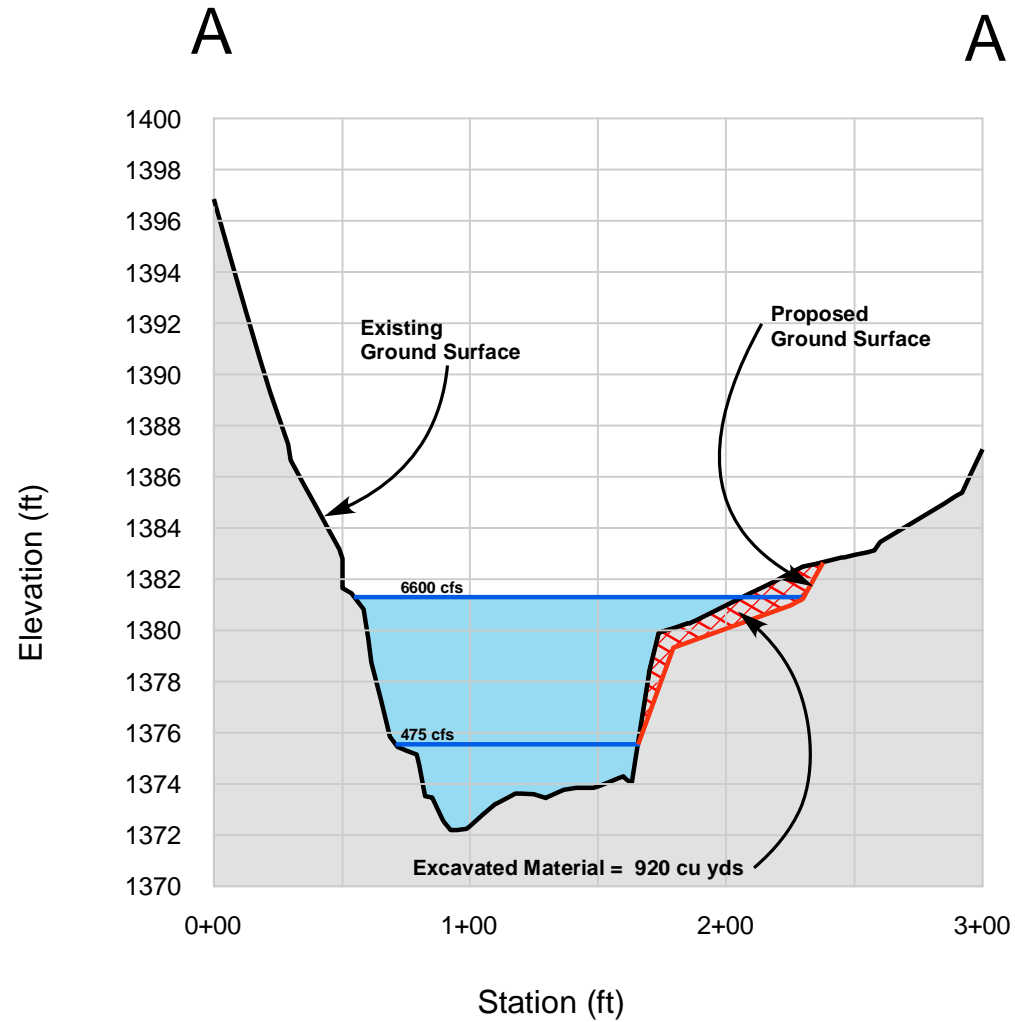 A
A
1400
1398
1396
1394
1392
1390
1388
1386
1384
1382
1380
1378
1376
1374
1372
1370
Elevation (ft)
Existing
Ground Surface
Proposed
Ground Surface
6600 cfs
475 cfs
Excavated Material = 920 cu yds
0+00
1+00
2+00
3+00
Station (ft)